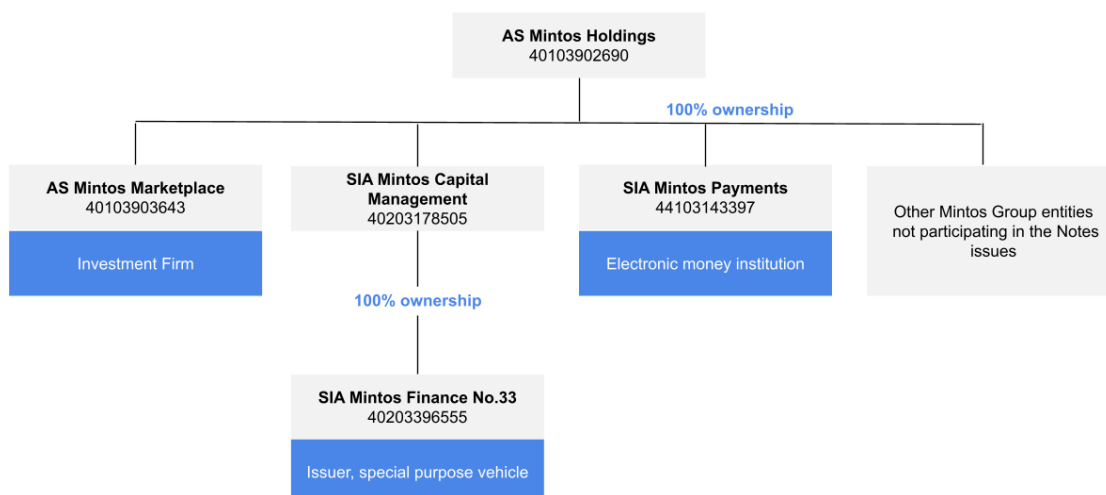 AS Mintos Holdings
40103902690
100% ownership
AS Mintos Marketplace
40103903643
Investment Firm
SIA Mintos Capital
Management
40203178505
SIA Mintos Payments
44103143397
Electronic money institution
Other Mintos Group entities
not participating in the Notes
issues
100% ownership
SIA Mintos Finance No.33
40203396555
Issuer, special purpose vehicle